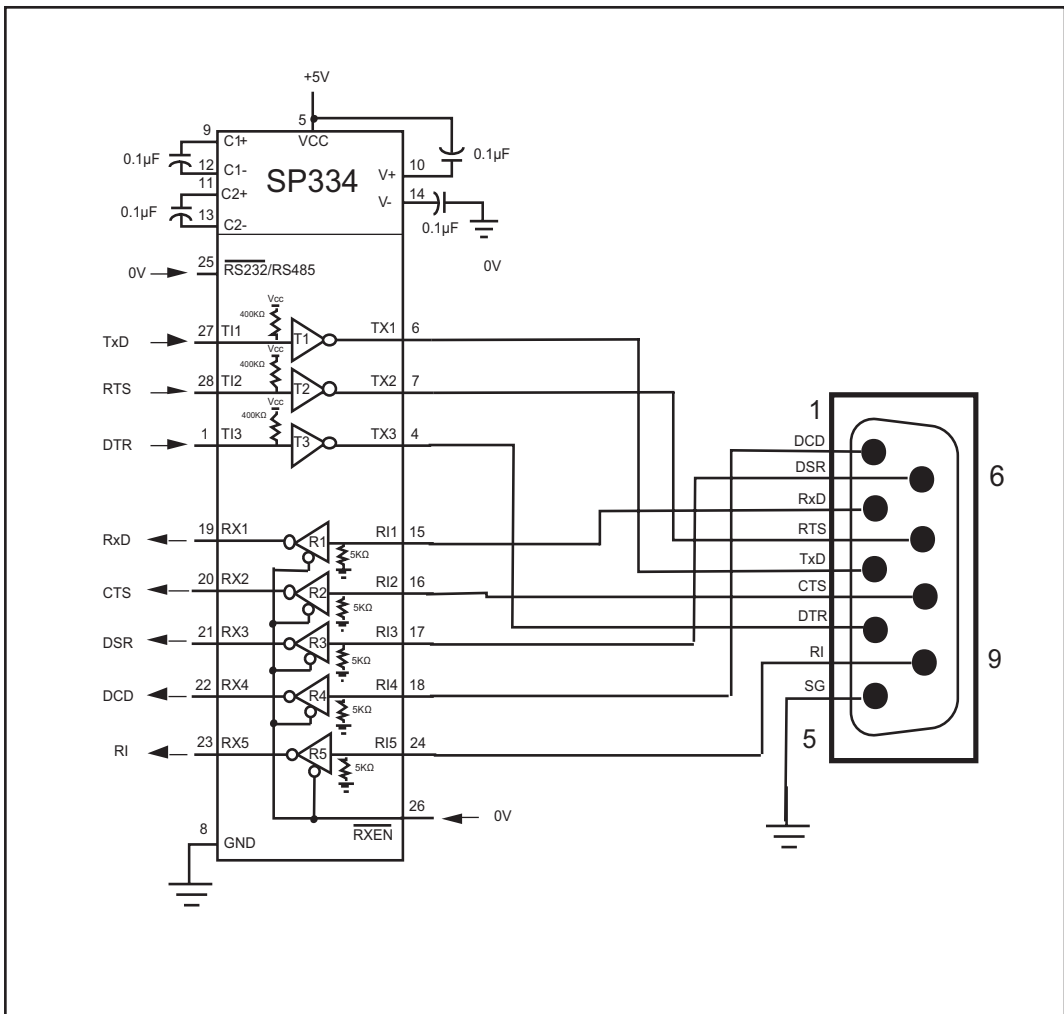 +5V
5
VCC
9
C1+
0.1µF
12
C1-
11
C2+
0.1µF
13
C2-
SP334
V+
10
0.1µF
V-
14
0.1µF
0V
0V
25
RS232/RS485
Vcc
400KΩ
TxD
27
TI1
T1
TX1
6
Vcc
400KΩ
RTS
28
TI2
T2
TX2
7
Vcc
400KΩ
DTR
1
TI3
T3
TX3
4
RxD
19
RX1
R1
RI1
15
5KΩ
CTS
20
RX2
R2
RI2
16
5KΩ
DSR
21
RX3
R3
RI3
17
5KΩ
DCD
22
RX4
R4
RI4
18
5KΩ
RI
23
RX5
R5
RI5
24
5KΩ
26
0V
RXEN
8
GND
1
DCD
DSR
6
RxD
RTS
TxD
CTS
DTR
RI
9
SG
5